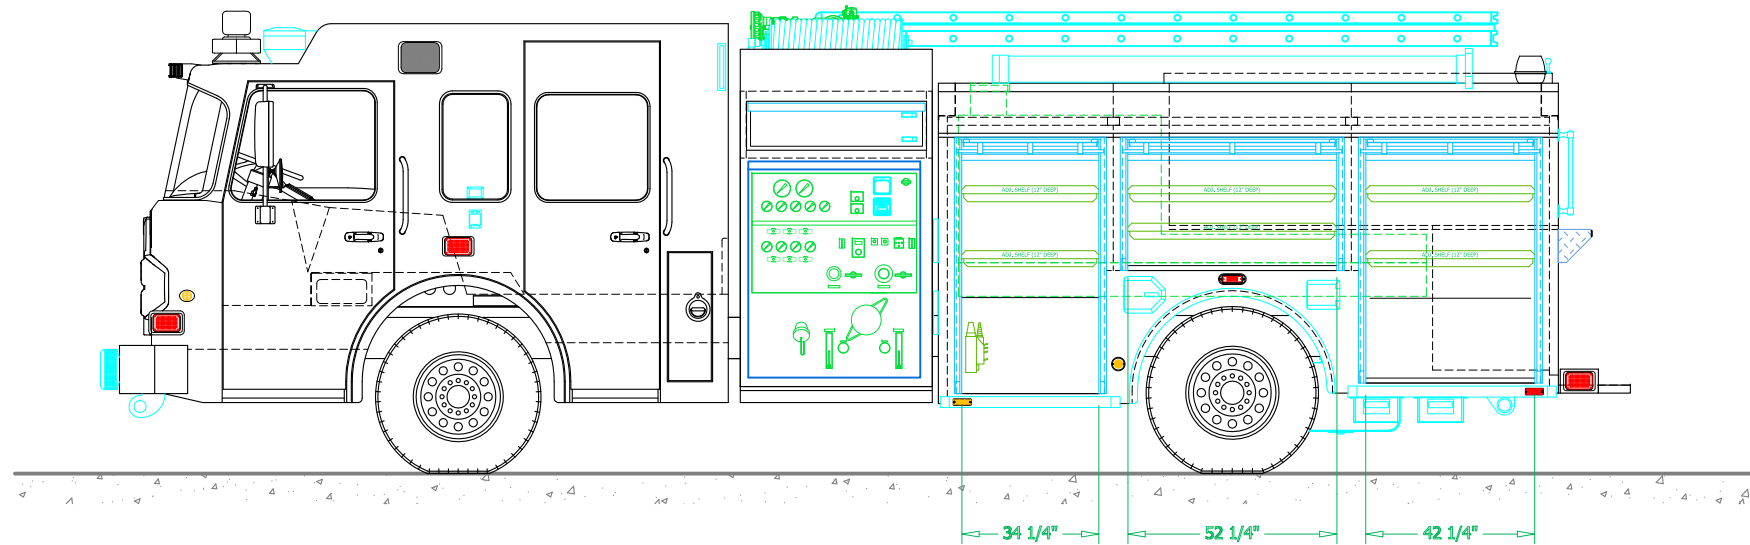 ADJ. SHELF (12" DEEP)
ADJ. SHELF (12" DEEP)
ADJ. SHELF (12" DEEP)
ADJ. SHELF (12" DEEP)
ADJ. SHELF (12" DEEP)
34 1/4"
52 1/4"
42 1/4"